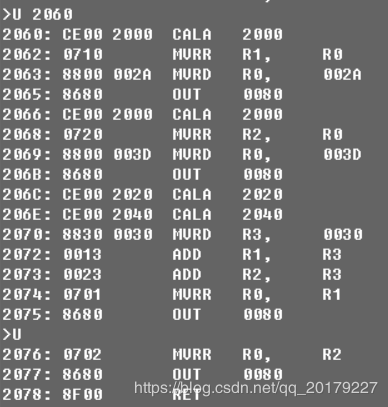 >U 2060
2060: CE00 2000 CALA 2000
2062: 0710 MVRR R1, R0
2063: 8800 002A MVRD R0, 002A
2065: 8680 OUT 0080
2066: CE00 2000 CALA 2000
2068: 0720 MVRR R2, R0
2069: 8800 003D MVRD R0, 003D
206B: 8680 OUT 0080
206C: CE00 2020 CALA 2020
206E: CE00 2040 CALA 2040
2070: 8830 0030 MVRD R3, 0030
2072: 0013 ADD R1, R3
2073: 0023 ADD R2, R3
2074: 0701 MVRR R0, R1
2075: 8680 OUT 0080
>U
2076: 0702 MVRR R0, R2
2077: 8680 OUT 0080
2078: 8F00 RET
https://blog.csdn.net/qq_20179227